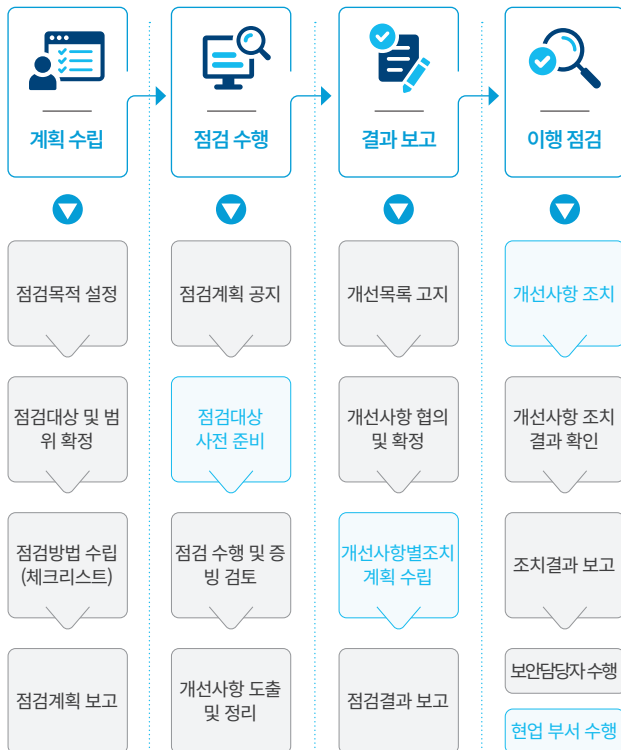 계획 수립
점검 수행
결과 보고
이행 점검
점검목적 설정
점검대상 및 범
위 확정
점검방법 수립
(체크리스트)
점검계획 보고
점검계획 공지
점검대상
사전 준비
점검 수행 및 증
빙 검토
개선사항 도출
및 정리
개선목록 고지
개선사항 협의
및 확정
개선사항별조치
계획 수립
점검결과 보고
개선사항 조치
개선사항 조치
결과 확인
조치결과 보고
보안담당자 수행
현업 부서 수행